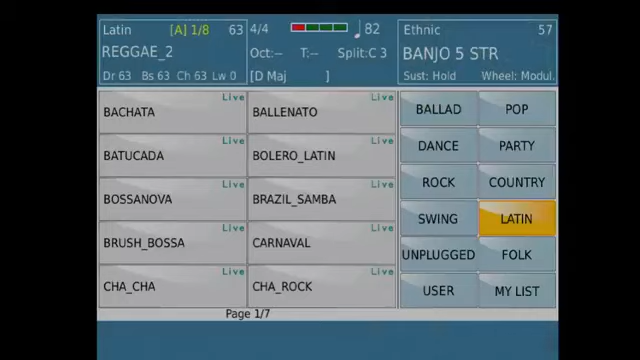 Latin [A] 1/8 63
REGGAE_2
Dr 63 Bs 63 Ch 63 Lw 0
4/4 ♩82
Oct:-- T:-- Split:C 3
[D Maj ]
Ethnic 57
BANJO 5 STR
Sust: Hold Wheel: Modul.
BACHATA Live
BALLENATO Live
BATUCADA Live
BOLERO_LATIN Live
BOSSANOVA Live
BRAZIL_SAMBA Live
BRUSH_BOSSA Live
CARNAVAL Live
CHA_CHA Live
CHA_ROCK Live
Page 1/7
BALLAD POP
DANCE PARTY
ROCK COUNTRY
SWING LATIN
UNPLUGGED FOLK
USER MY LIST